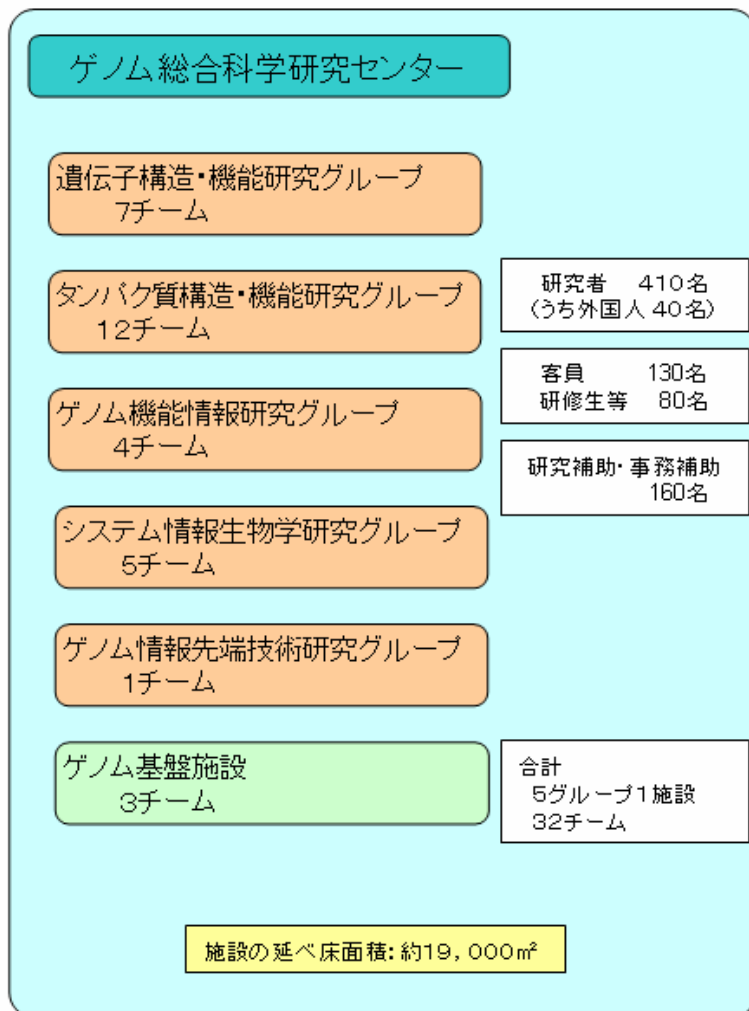 ゲノム総合科学研究センター
遺伝子構造・機能研究グループ
7チーム
タンパク質構造・機能研究グループ
12チーム
ゲノム機能情報研究グループ
4チーム
システム情報生物学研究グループ
5チーム
ゲノム情報先端技術研究グループ
1チーム
ゲノム基盤施設
3チーム
研究者 410名
(うち外国人 40名)
客員 130名
研修生等 80名
研究補助・事務補助
160名
合計
5グループ1施設
32チーム
施設の延べ床面積:約19,000㎡